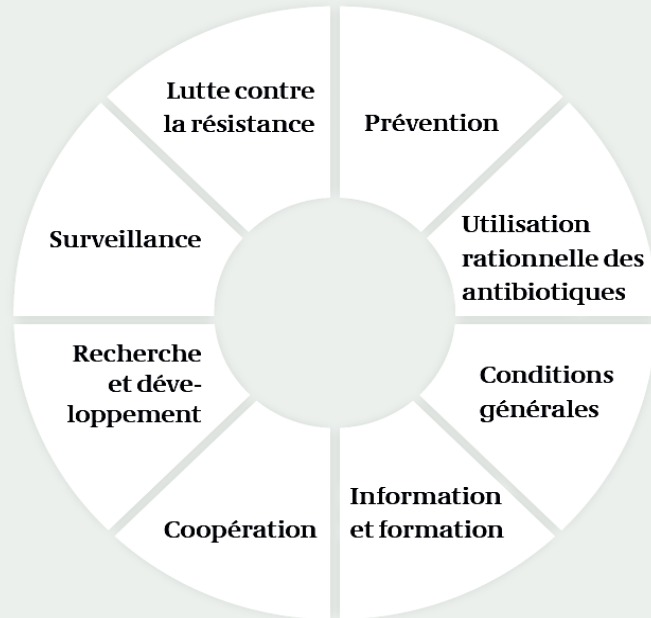 Lutte contre
la résistance
Prévention
Utilisation
rationnelle des
antibiotiques
Conditions
générales
Information
et formation
Coopération
Recherche
et déve-
loppement
Surveillance